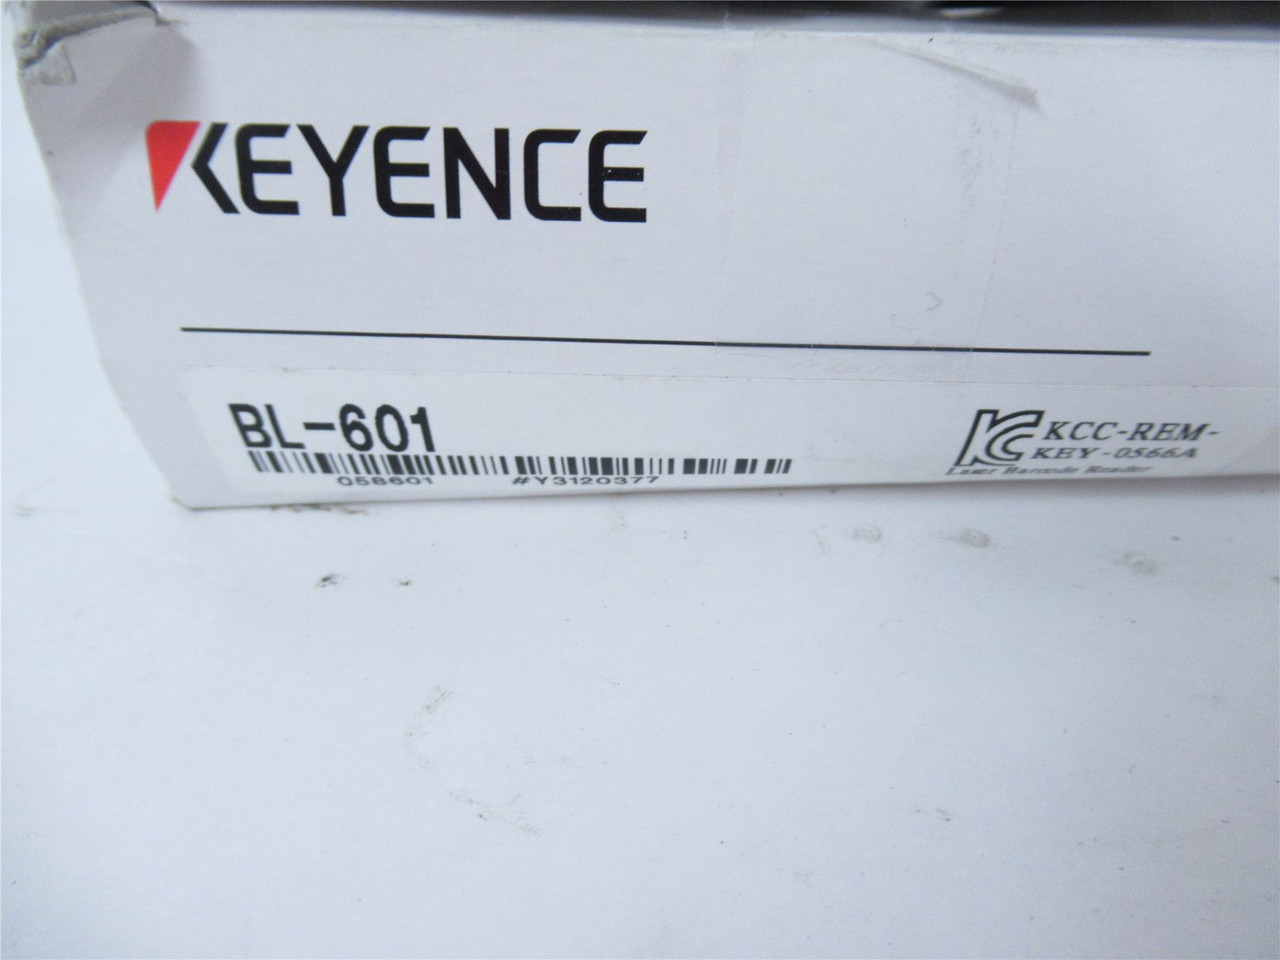 KEYENCE
BL-601
058601 #Y3120377
KCC-REM-
KEY-0566A
Laser Barcode Reader